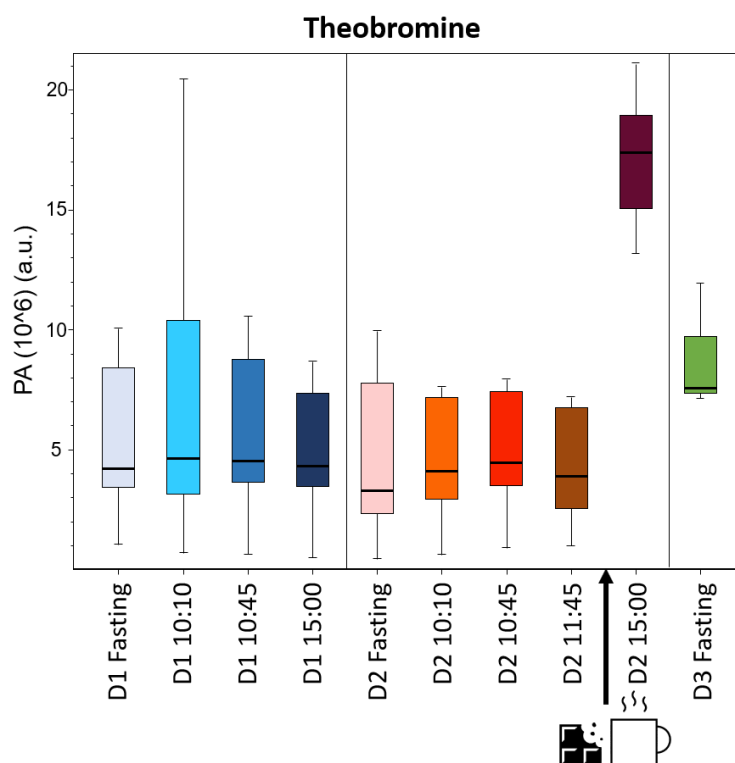 Theobromine
PA (10^6) (a.u.)
20
15
10
5
D1 Fasting
D1 10:10
D1 10:45
D1 15:00
D2 Fasting
D2 10:10
D2 10:45
D2 11:45
D2 15:00
D3 Fasting